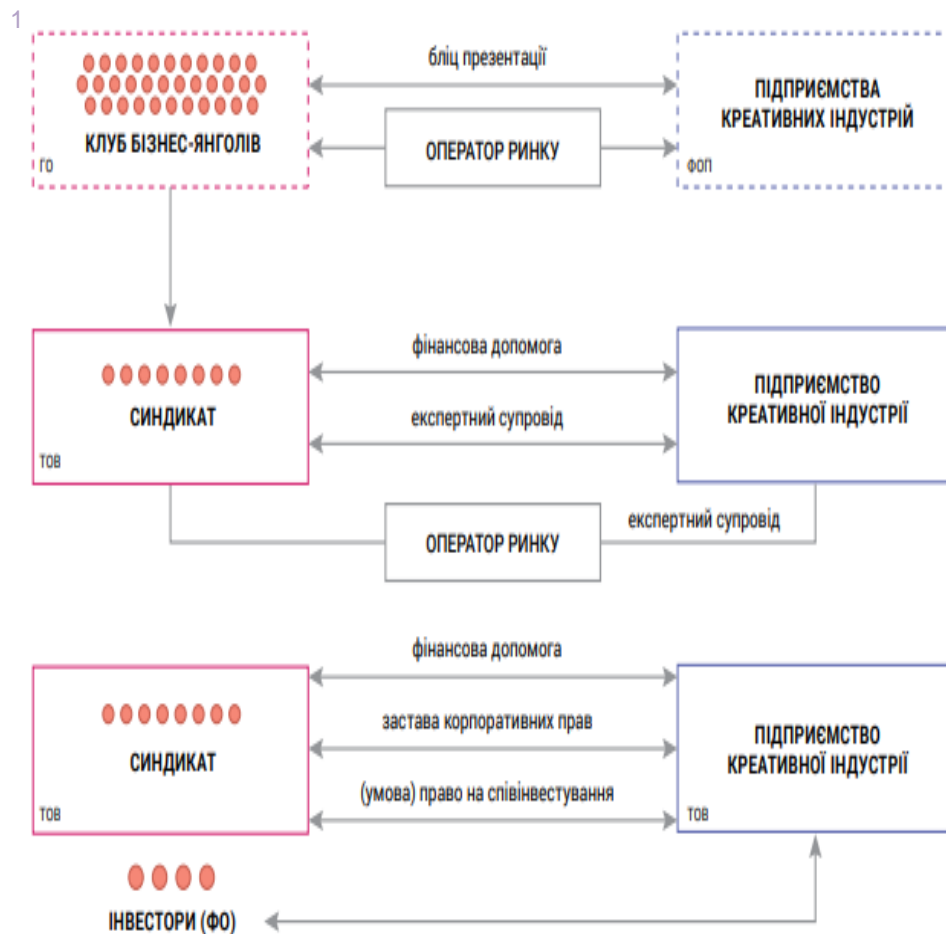 1
бліц презентації
КЛУБ БІЗНЕС-ЯНГОЛІВ
ГО
ОПЕРАТОР РИНКУ
ПІДПРИЄМСТВА
КРЕАТИВНИХ ІНДУСТРІЙ
ФОП
фінансова допомога
СИНДИКАТ
ТОВ
експертний супровід
ПІДПРИЄМСТВО
КРЕАТИВНОЇ ІНДУСТРІЇ
ОПЕРАТОР РИНКУ
експертний супровід
фінансова допомога
СИНДИКАТ
ТОВ
застава корпоративних прав
(умова) право на співінвестування
ПІДПРИЄМСТВО
КРЕАТИВНОЇ ІНДУСТРІЇ
ТОВ
ІНВЕСТОРИ (ФО)